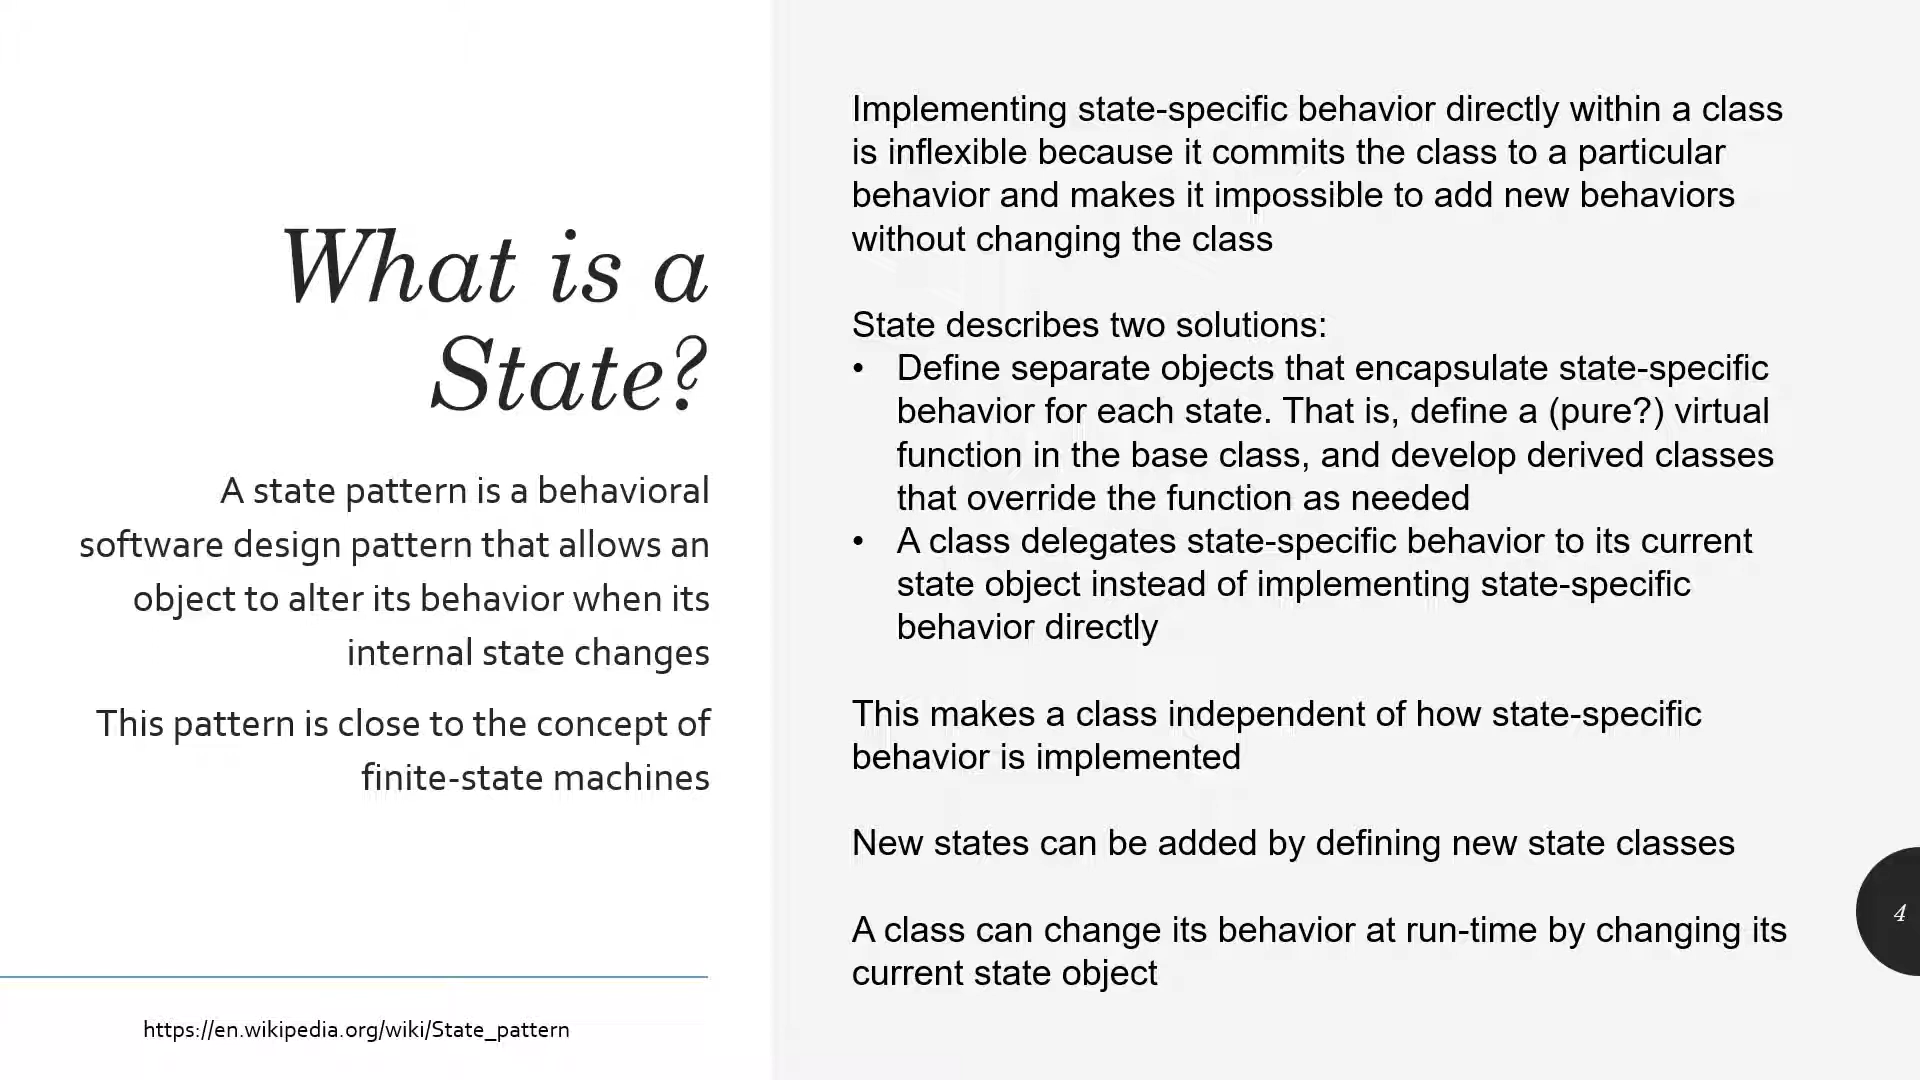 What is a
State?
A state pattern is a behavioral
software design pattern that allows an
object to alter its behavior when its
internal state changes
This pattern is close to the concept of
finite-state machines
https://en.wikipedia.org/wiki/State_pattern
Implementing state-specific behavior directly within a class
is inflexible because it commits the class to a particular
behavior and makes it impossible to add new behaviors
without changing the class
State describes two solutions:
• Define separate objects that encapsulate state-specific
behavior for each state. That is, define a (pure?) virtual
function in the base class, and develop derived classes
that override the function as needed
• A class delegates state-specific behavior to its current
state object instead of implementing state-specific
behavior directly
This makes a class independent of how state-specific
behavior is implemented
New states can be added by defining new state classes
A class can change its behavior at run-time by changing its
current state object
4